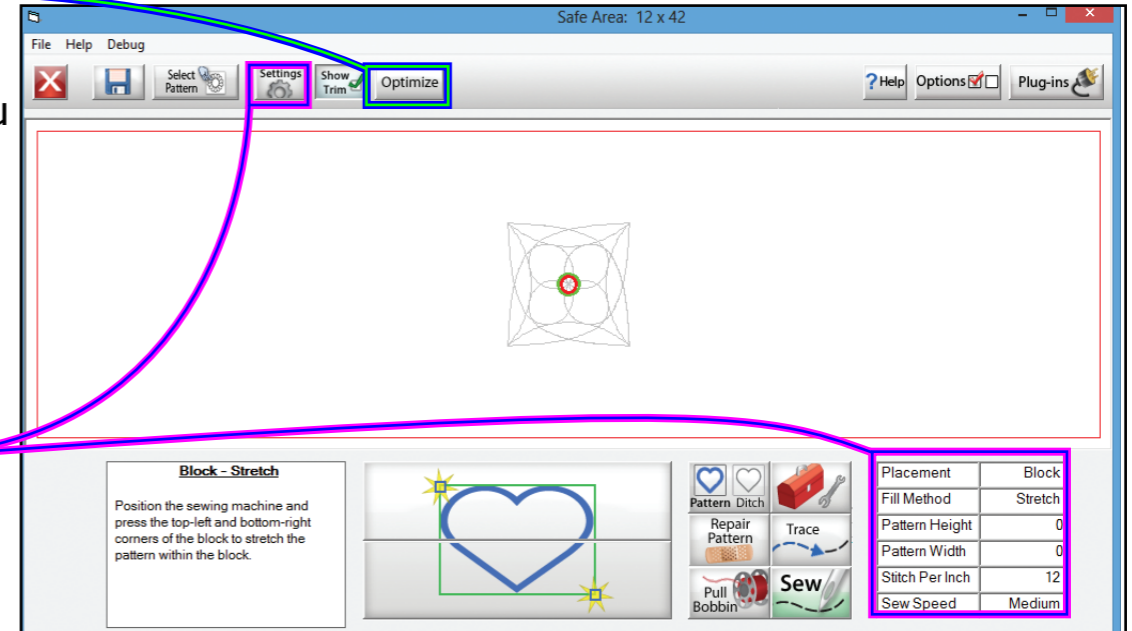 Safe Area: 12 x 42
File Help Debug
Select Pattern
Settings
Show Trim
Optimize
? Help
Options
Plug-ins
u
Block - Stretch
Position the sewing machine and
press the top-left and bottom-right
corners of the block to stretch the
pattern within the block.
Pattern Ditch
Repair
Pattern
Trace
Pull
Bobbin
Sew
Placement Block
Fill Method Stretch
Pattern Height 0
Pattern Width 0
Stitch Per Inch 12
Sew Speed Medium